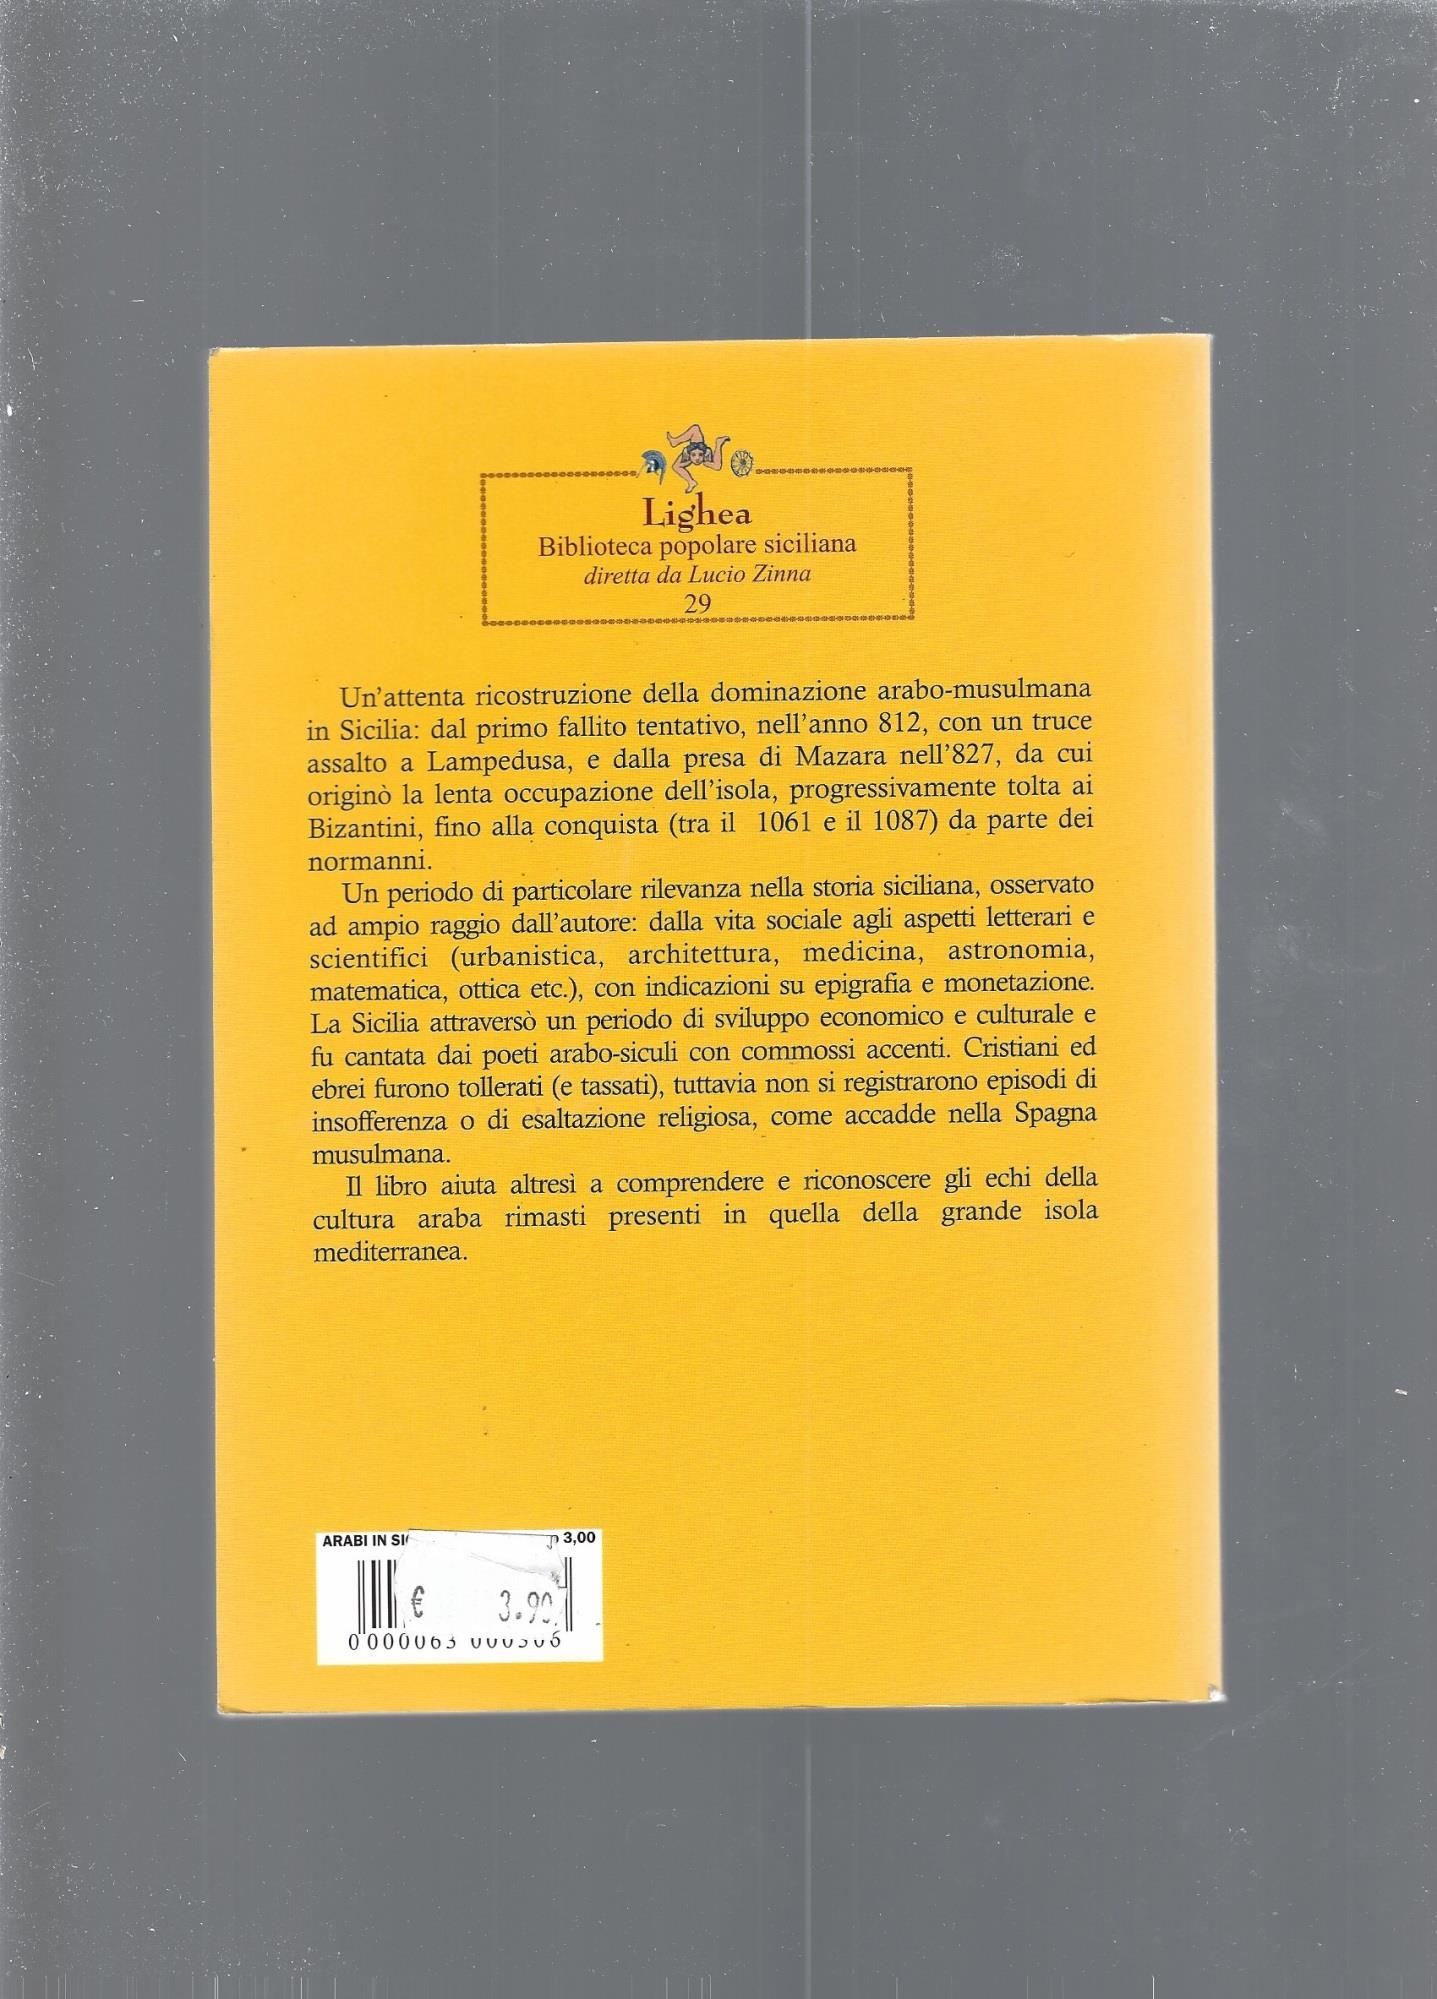 Lighea
Biblioteca popolare siciliana
diretta da Lucio Zinna
29
Un'attenta ricostruzione della dominazione arabo-musulmana
in Sicilia: dal primo fallito tentativo, nell'anno 812, con un truce
assalto a Lampedusa, e dalla presa di Mazara nell'827, da cui
originò la lenta occupazione dell'isola, progressivamente tolta ai
Bizantini, fino alla conquista (tra il 1061 e il 1087) da parte dei
normanni.
Un periodo di particolare rilevanza nella storia siciliana, osservato
ad ampio raggio dall'autore: dalla vita sociale agli aspetti letterari e
scientifici (urbanistica, architettura, medicina, astronomia,
matematica, ottica etc.), con indicazioni su epigrafia e monetazione.
La Sicilia attraversò un periodo di sviluppo economico e culturale e
fu cantata dai poeti arabo-siculi con commossi accenti. Cristiani ed
ebrei furono tollerati (e tassati), tuttavia non si registrarono episodi di
insofferenza o di esaltazione religiosa, come accadde nella Spagna
musulmana.
Il libro aiuta altresì a comprendere e riconoscere gli echi della
cultura araba rimasti presenti in quella della grande isola
mediterranea.
ARABI IN 3,00
€ 3.90
0 000063